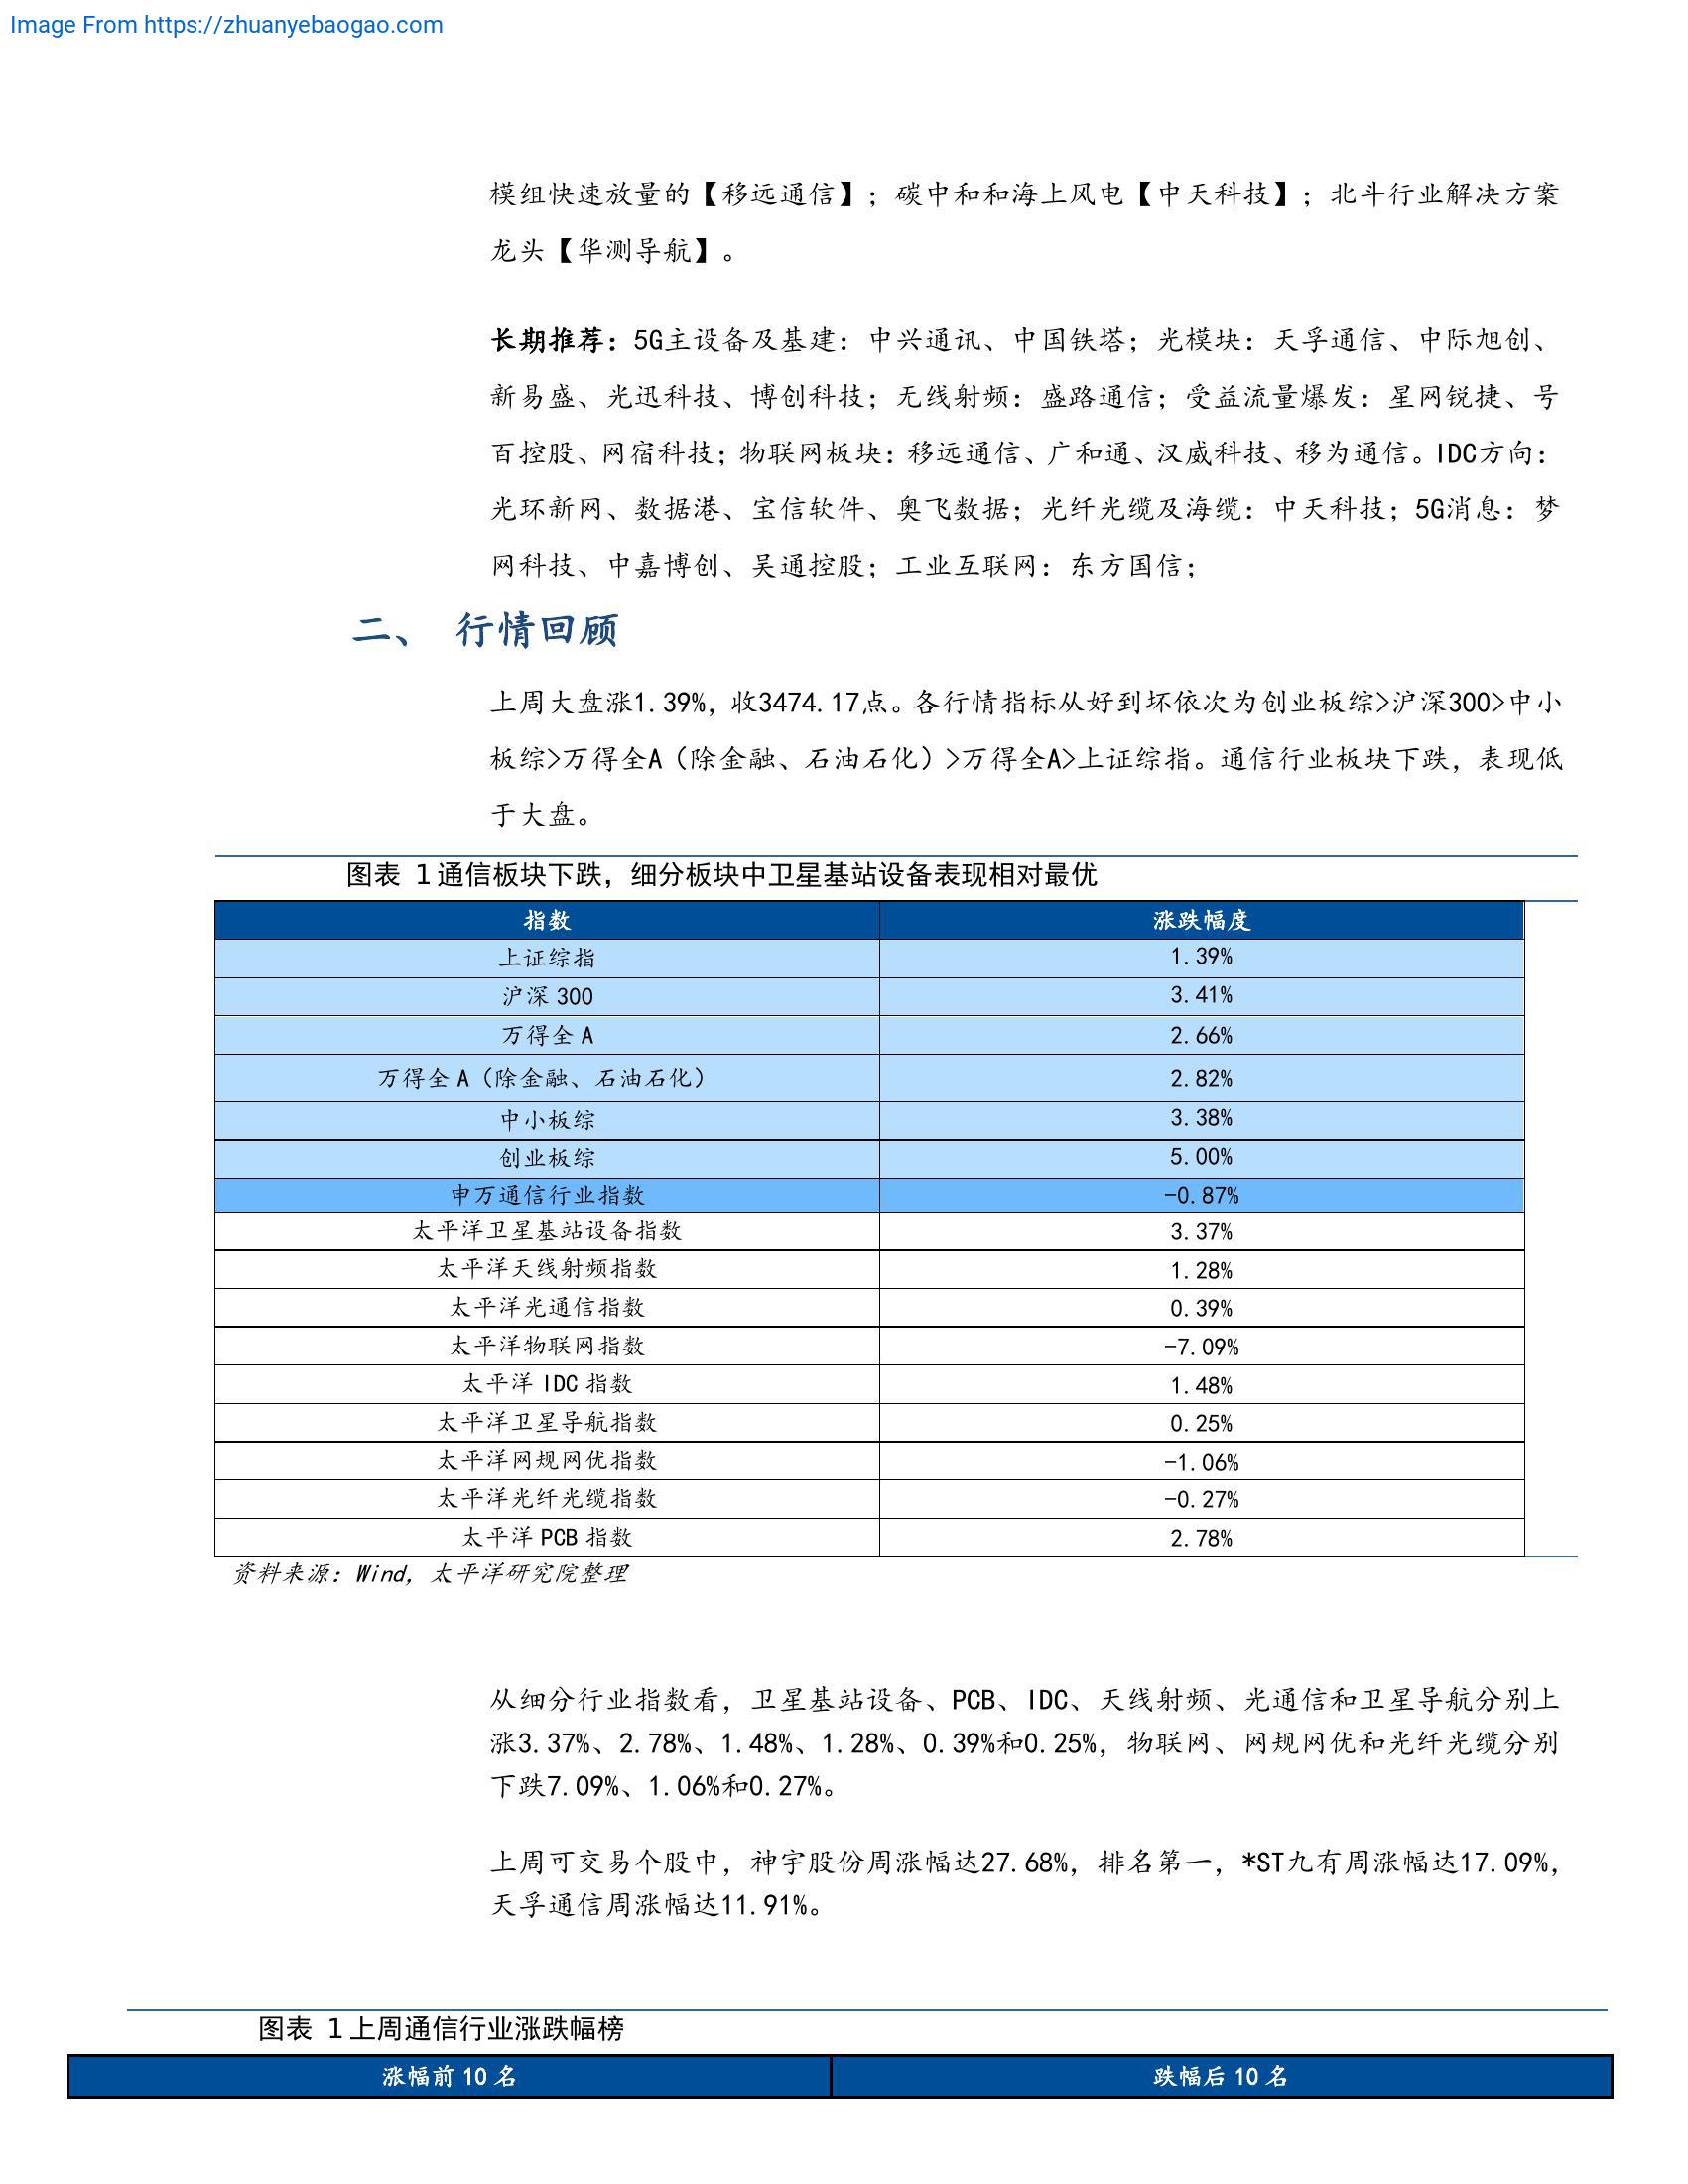 Image From https://zhuanyebaogao.com
模组快速放量的【移远通信】；碳中和和海上风电【中天科技】；北斗行业解决方案
龙头【华测导航】。
长期推荐：5G主设备及基建：中兴通讯、中国铁塔；光模块：天孚通信、中际旭创、
新易盛、光迅科技、博创科技；无线射频：盛路通信；受益流量爆发：星网锐捷、号
百控股、网宿科技；物联网板块：移远通信、广和通、汉威科技、移为通信。IDC方向：
光环新网、数据港、宝信软件、奥飞数据；光纤光缆及海缆：中天科技；5G消息：梦
网科技、中嘉博创、吴通控股；工业互联网：东方国信；
二、 行情回顾
上周大盘涨1.39%，收3474.17点。各行情指标从好到坏依次为创业板综>沪深300>中小
板综>万得全A（除金融、石油石化）>万得全A>上证综指。通信行业板块下跌，表现低
于大盘。
图表 1通信板块下跌，细分板块中卫星基站设备表现相对最优
指数 涨跌幅度
上证综指 1.39%
沪深 300 3.41%
万得全 A 2.66%
万得全 A（除金融、石油石化） 2.82%
中小板综 3.38%
创业板综 5.00%
申万通信行业指数 -0.87%
太平洋卫星基站设备指数 3.37%
太平洋天线射频指数 1.28%
太平洋光通信指数 0.39%
太平洋物联网指数 -7.09%
太平洋 IDC 指数 1.48%
太平洋卫星导航指数 0.25%
太平洋网规网优指数 -1.06%
太平洋光纤光缆指数 -0.27%
太平洋 PCB 指数 2.78%
资料来源：Wind，太平洋研究院整理
从细分行业指数看，卫星基站设备、PCB、IDC、天线射频、光通信和卫星导航分别上
涨3.37%、2.78%、1.48%、1.28%、0.39%和0.25%，物联网、网规网优和光纤光缆分别
下跌7.09%、1.06%和0.27%。
上周可交易个股中，神宇股份周涨幅达27.68%，排名第一，*ST九有周涨幅达17.09%，
天孚通信周涨幅达11.91%。
图表 1上周通信行业涨跌幅榜
涨幅前 10 名 跌幅后 10 名